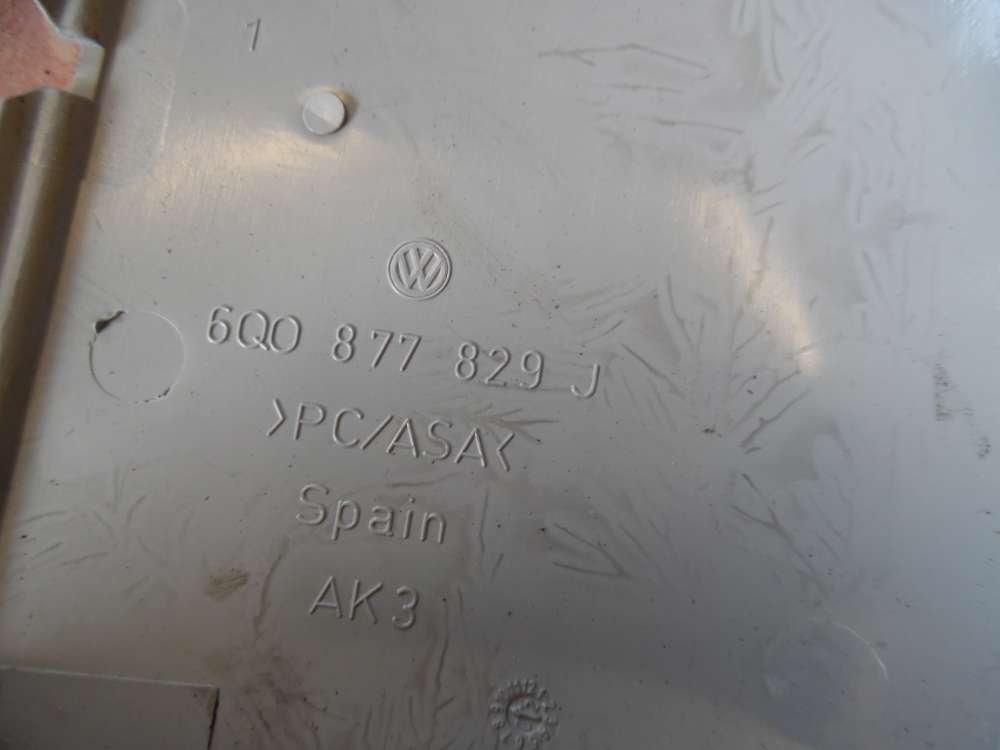 1
6Q0 877 829 J
>PC/ASA<
Spain
AK3